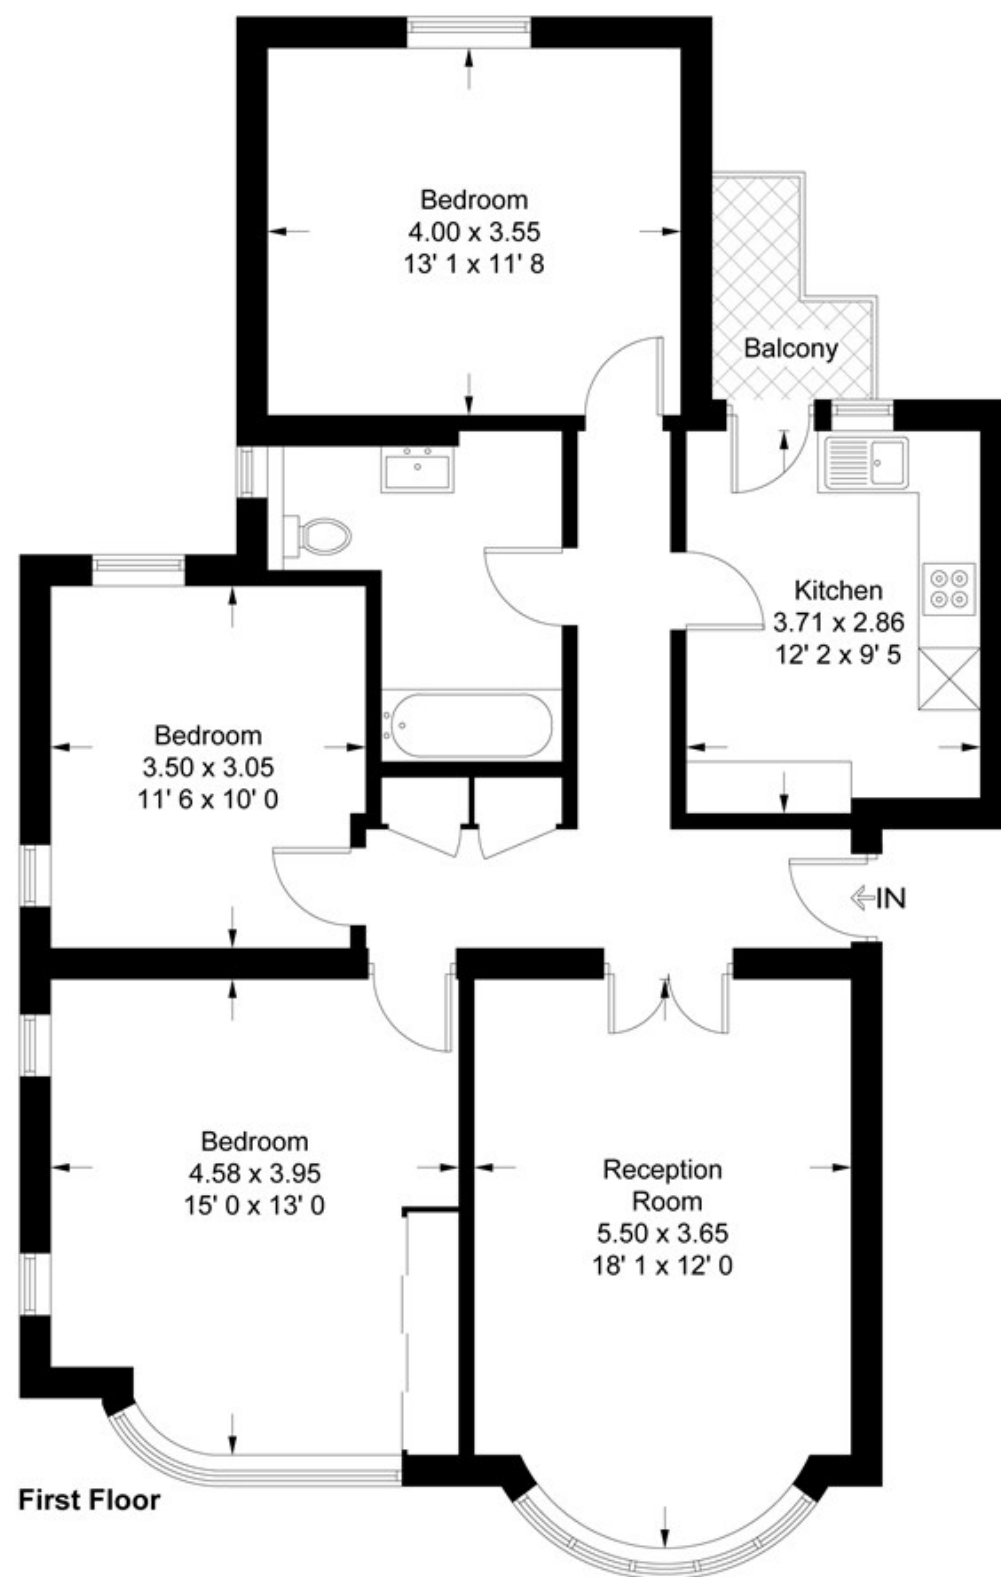 Bedroom
4.00 x 3.55
13' 1 x 11' 8
Balcony
Kitchen
3.71 x 2.86
12' 2 x 9' 5
Bedroom
3.50 x 3.05
11' 6 x 10' 0
IN
Bedroom
4.58 x 3.95
15' 0 x 13' 0
Reception
Room
5.50 x 3.65
18' 1 x 12' 0
First Floor